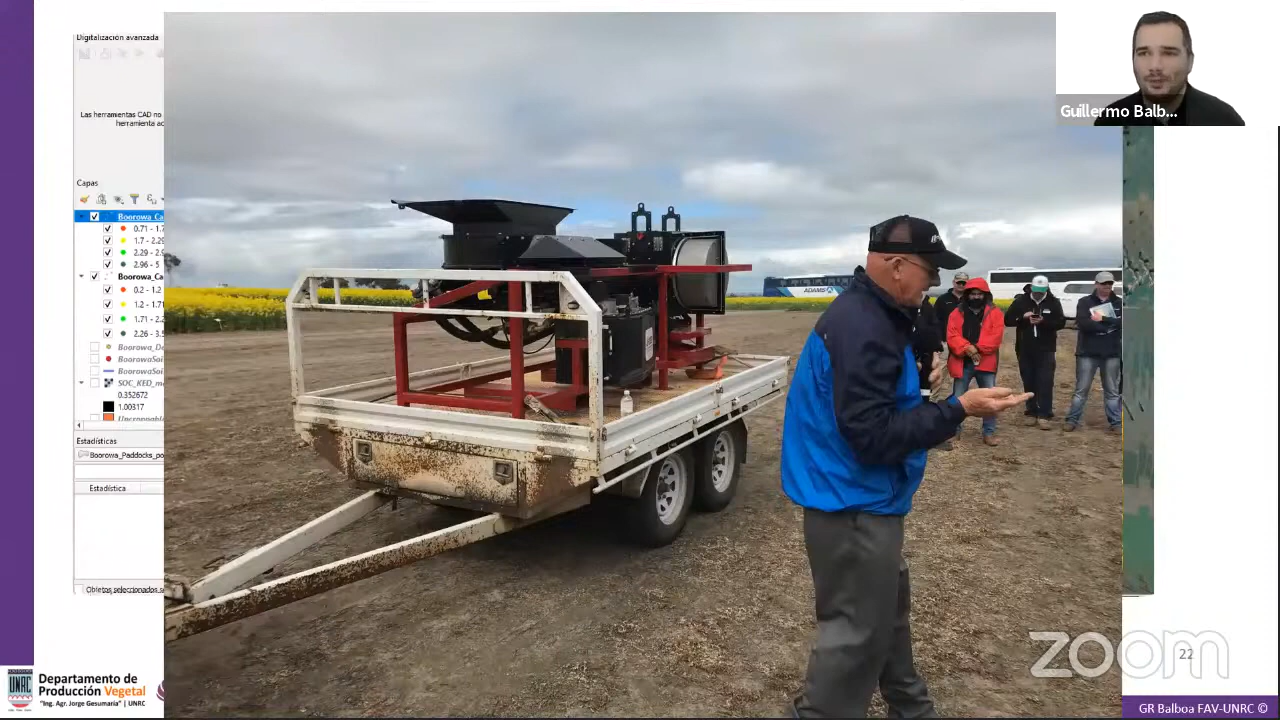 Digitalización avanzada
Las herramientas CAD no
herramienta
Capas
Boorowa_Ca
0.71 - 1.7
1.7 - 2.29
2.29 - 2.9
2.96 - 5
Boorowa_Ca
0.2 - 1.2
1.2 - 1.71
1.71 - 2.2
2.26 - 3.5
Boorowa_De
BoorowaSoi
BoorowaSoi
SOC_KED_m
0.352672
1.00317
Uncroppable
Estadísticas
Boorowa_Paddocks_po
Estadística
Objetos seleccionados s
ADAMS
Guillermo Balb...
zoom
22
UNRC
Departamento de
Producción Vegetal
"Ing. Agr. Jorge Gesumaría" | UNRC
GR Balboa FAV-UNRC ©